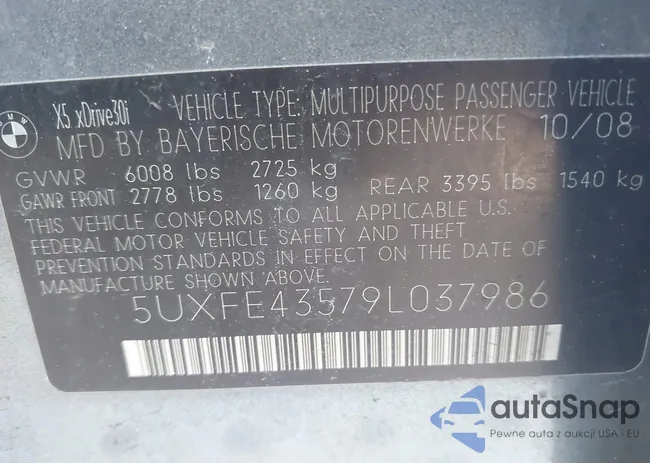 BMW
X5 xDrive30i VEHICLE TYPE: MULTIPURPOSE PASSENGER VEHICLE
MFD BY BAYERISCHE MOTORENWERKE 10/08
GVWR 6008 lbs 2725 kg
GAWR FRONT 2778 lbs 1260 kg REAR 3395 lbs 1540 kg
THIS VEHICLE CONFORMS TO ALL APPLICABLE U.S.
FEDERAL MOTOR VEHICLE SAFETY AND THEFT
PREVENTION STANDARDS IN EFFECT ON THE DATE OF
MANUFACTURE SHOWN ABOVE.
5UXFE43579L037986
autaSnap
Pewne auta z aukcji USA i EU